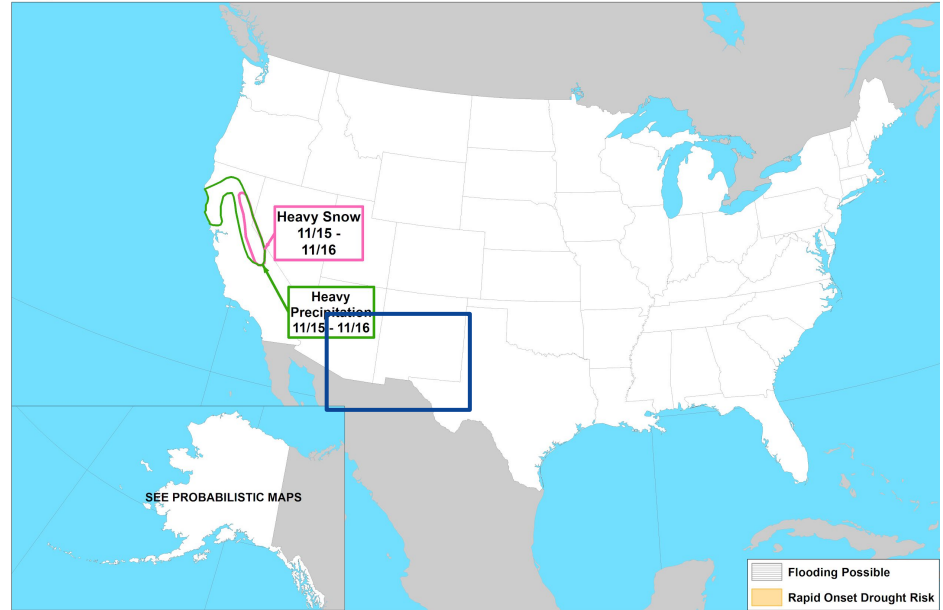 Heavy Snow
11/15 -
11/16
Heavy
Precipitation
11/15 - 11/16
SEE PROBABILISTIC MAPS
Flooding Possible
Rapid Onset Drought Risk